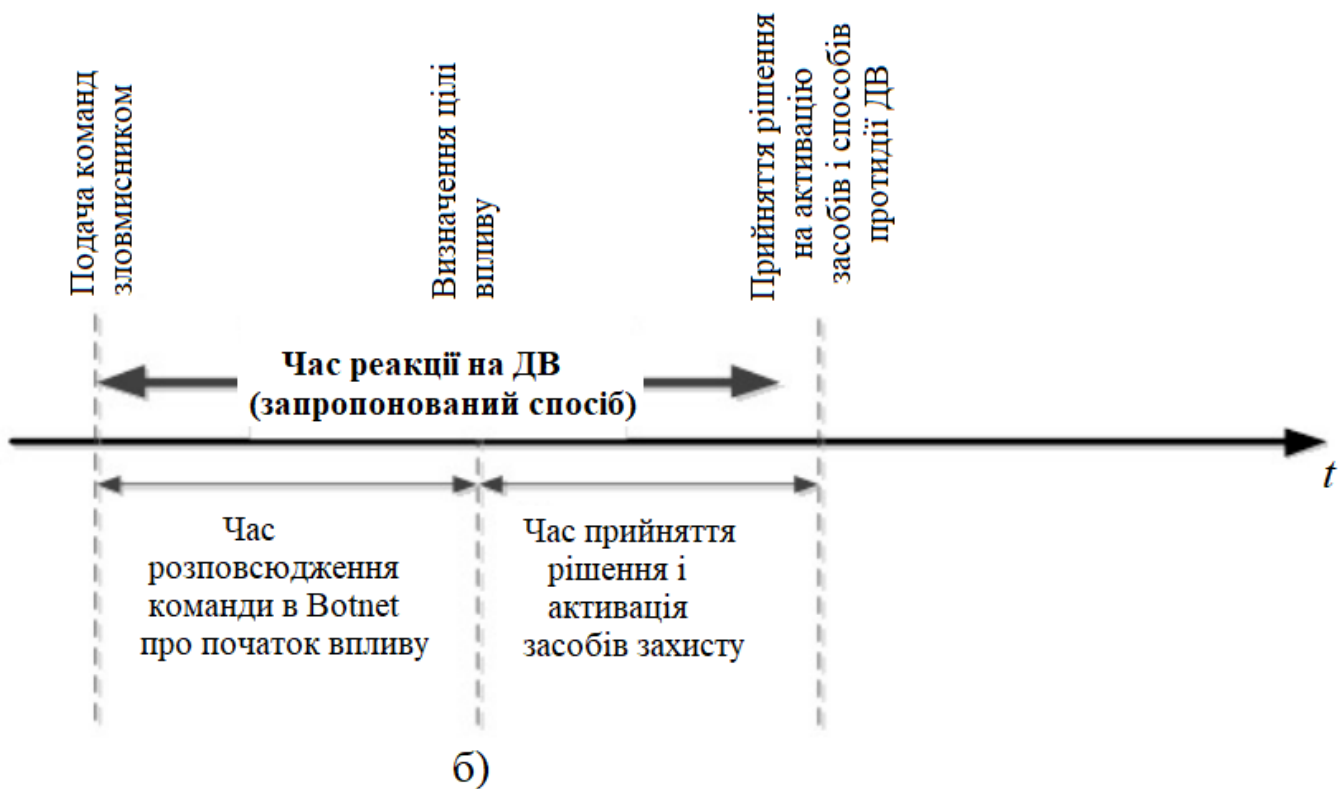 Подача команд
зловмисником
Визначення цілі
впливу
Прийняття рішення
на активацію
засобів і способів
протидії ДВ
Час реакції на ДВ
(запропонований спосіб)
t
Час
розповсюдження
команди в Botnet
про початок впливу
Час прийняття
рішення і
активація
засобів захисту
б)